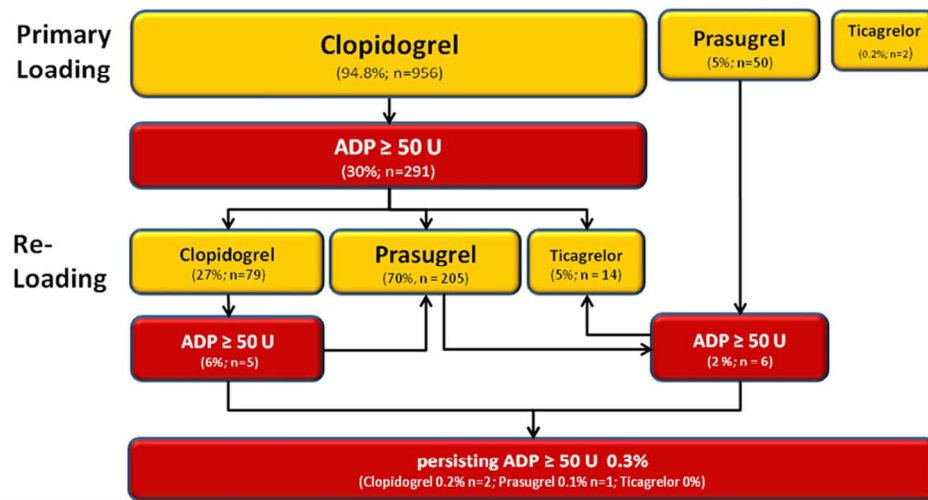 Primary
Loading
Clopidogrel
(94.8%; n=956)
Prasugrel
(5%; n=50)
Ticagrelor
(0.2%; n=2)
ADP ≥ 50 U
(30%; n=291)
Re-
Loading
Clopidogrel
(27%; n=79)
Prasugrel
(70%, n = 205)
Ticagrelor
(5%; n = 14)
ADP ≥ 50 U
(6%; n=5)
ADP ≥ 50 U
(2 %; n = 6)
persisting ADP ≥ 50 U 0.3%
(Clopidogrel 0.2% n=2; Prasugrel 0.1% n=1; Ticagrelor 0%)